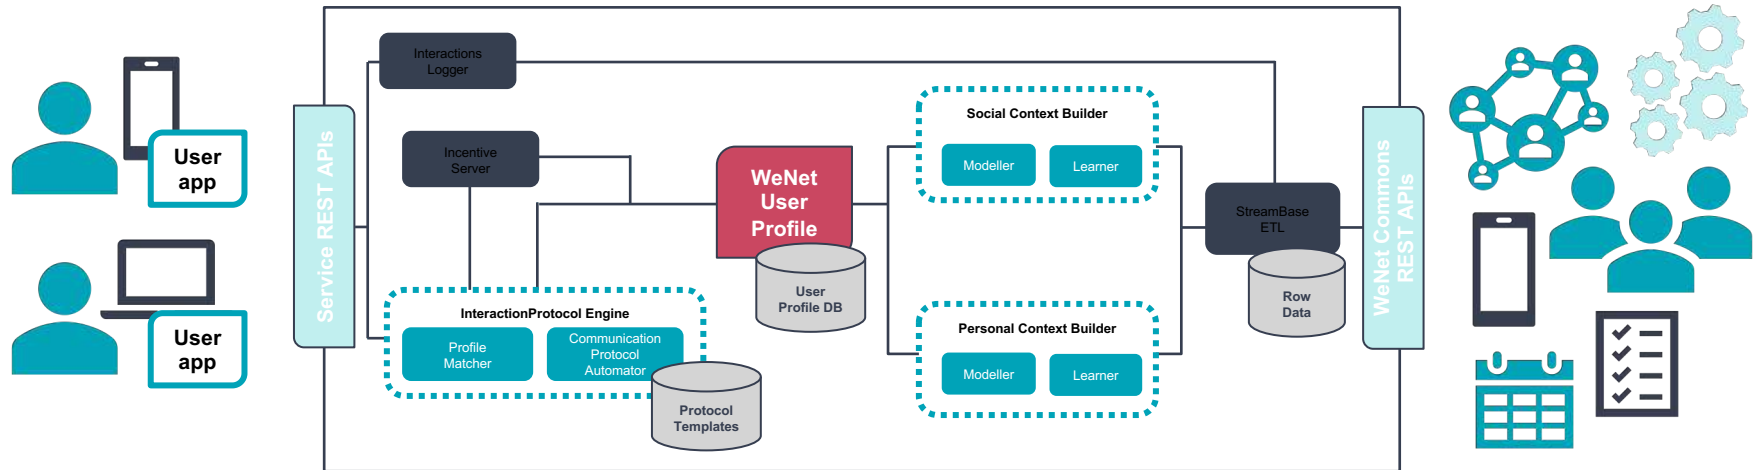 User
app
User
app
Service REST APIs
Interactions
Logger
Incentive
Server
InteractionProtocol Engine
Profile
Matcher
Communication
Protocol
Automator
Protocol
Templates
WeNet
User
Profile
User
Profile DB
Social Context Builder
Modeller
Learner
Personal Context Builder
Modeller
Learner
StreamBase
ETL
Row
Data
WeNet Commons
REST APIs